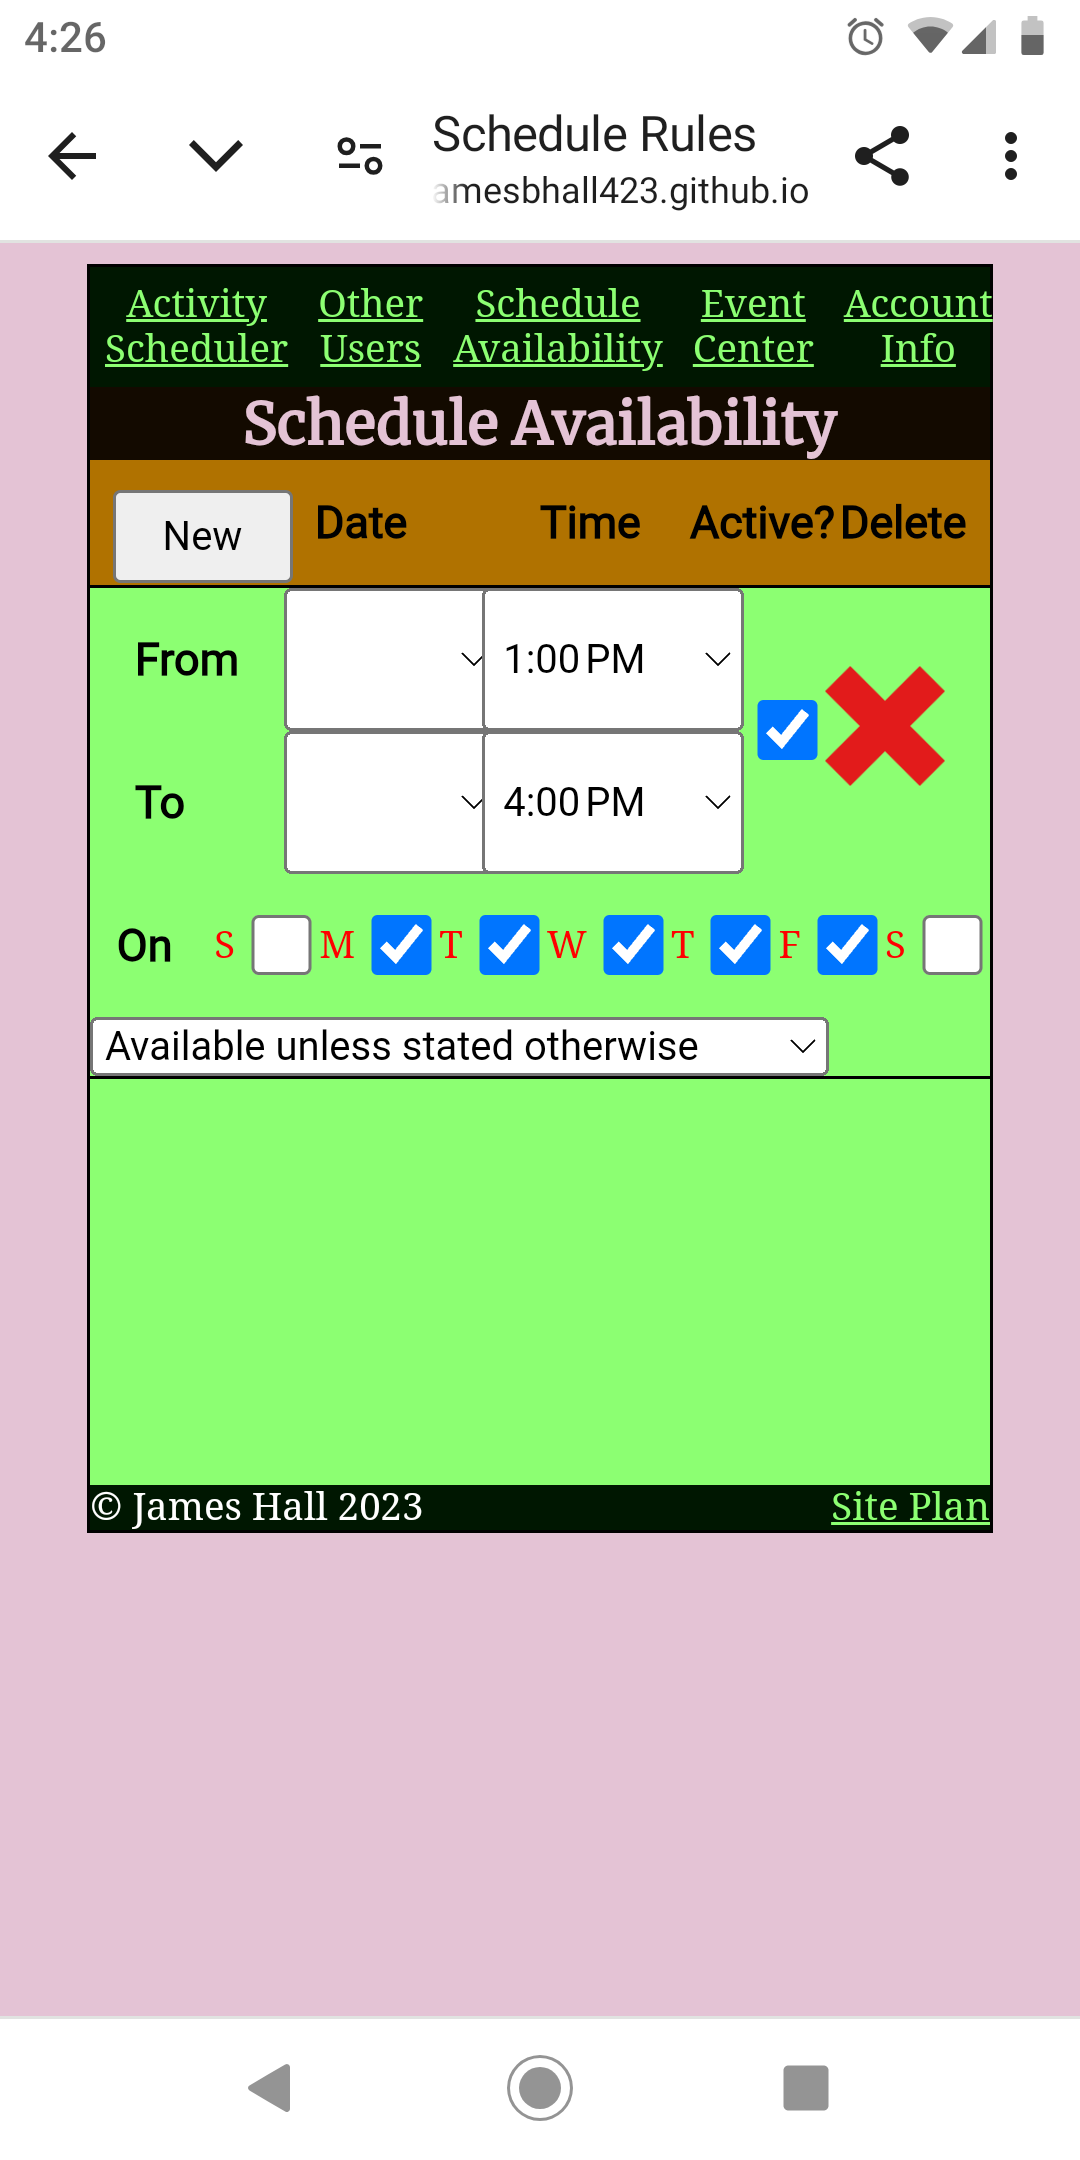 4:26
Schedule Rules
amesbhall423.github.io
Activity Scheduler
Other Users
Schedule Availability
Event Center
Account Info
Schedule Availability
New Date Time Active? Delete
From 1:00 PM
To 4:00 PM
On S M T W T F S
Available unless stated otherwise
© James Hall 2023 Site Plan